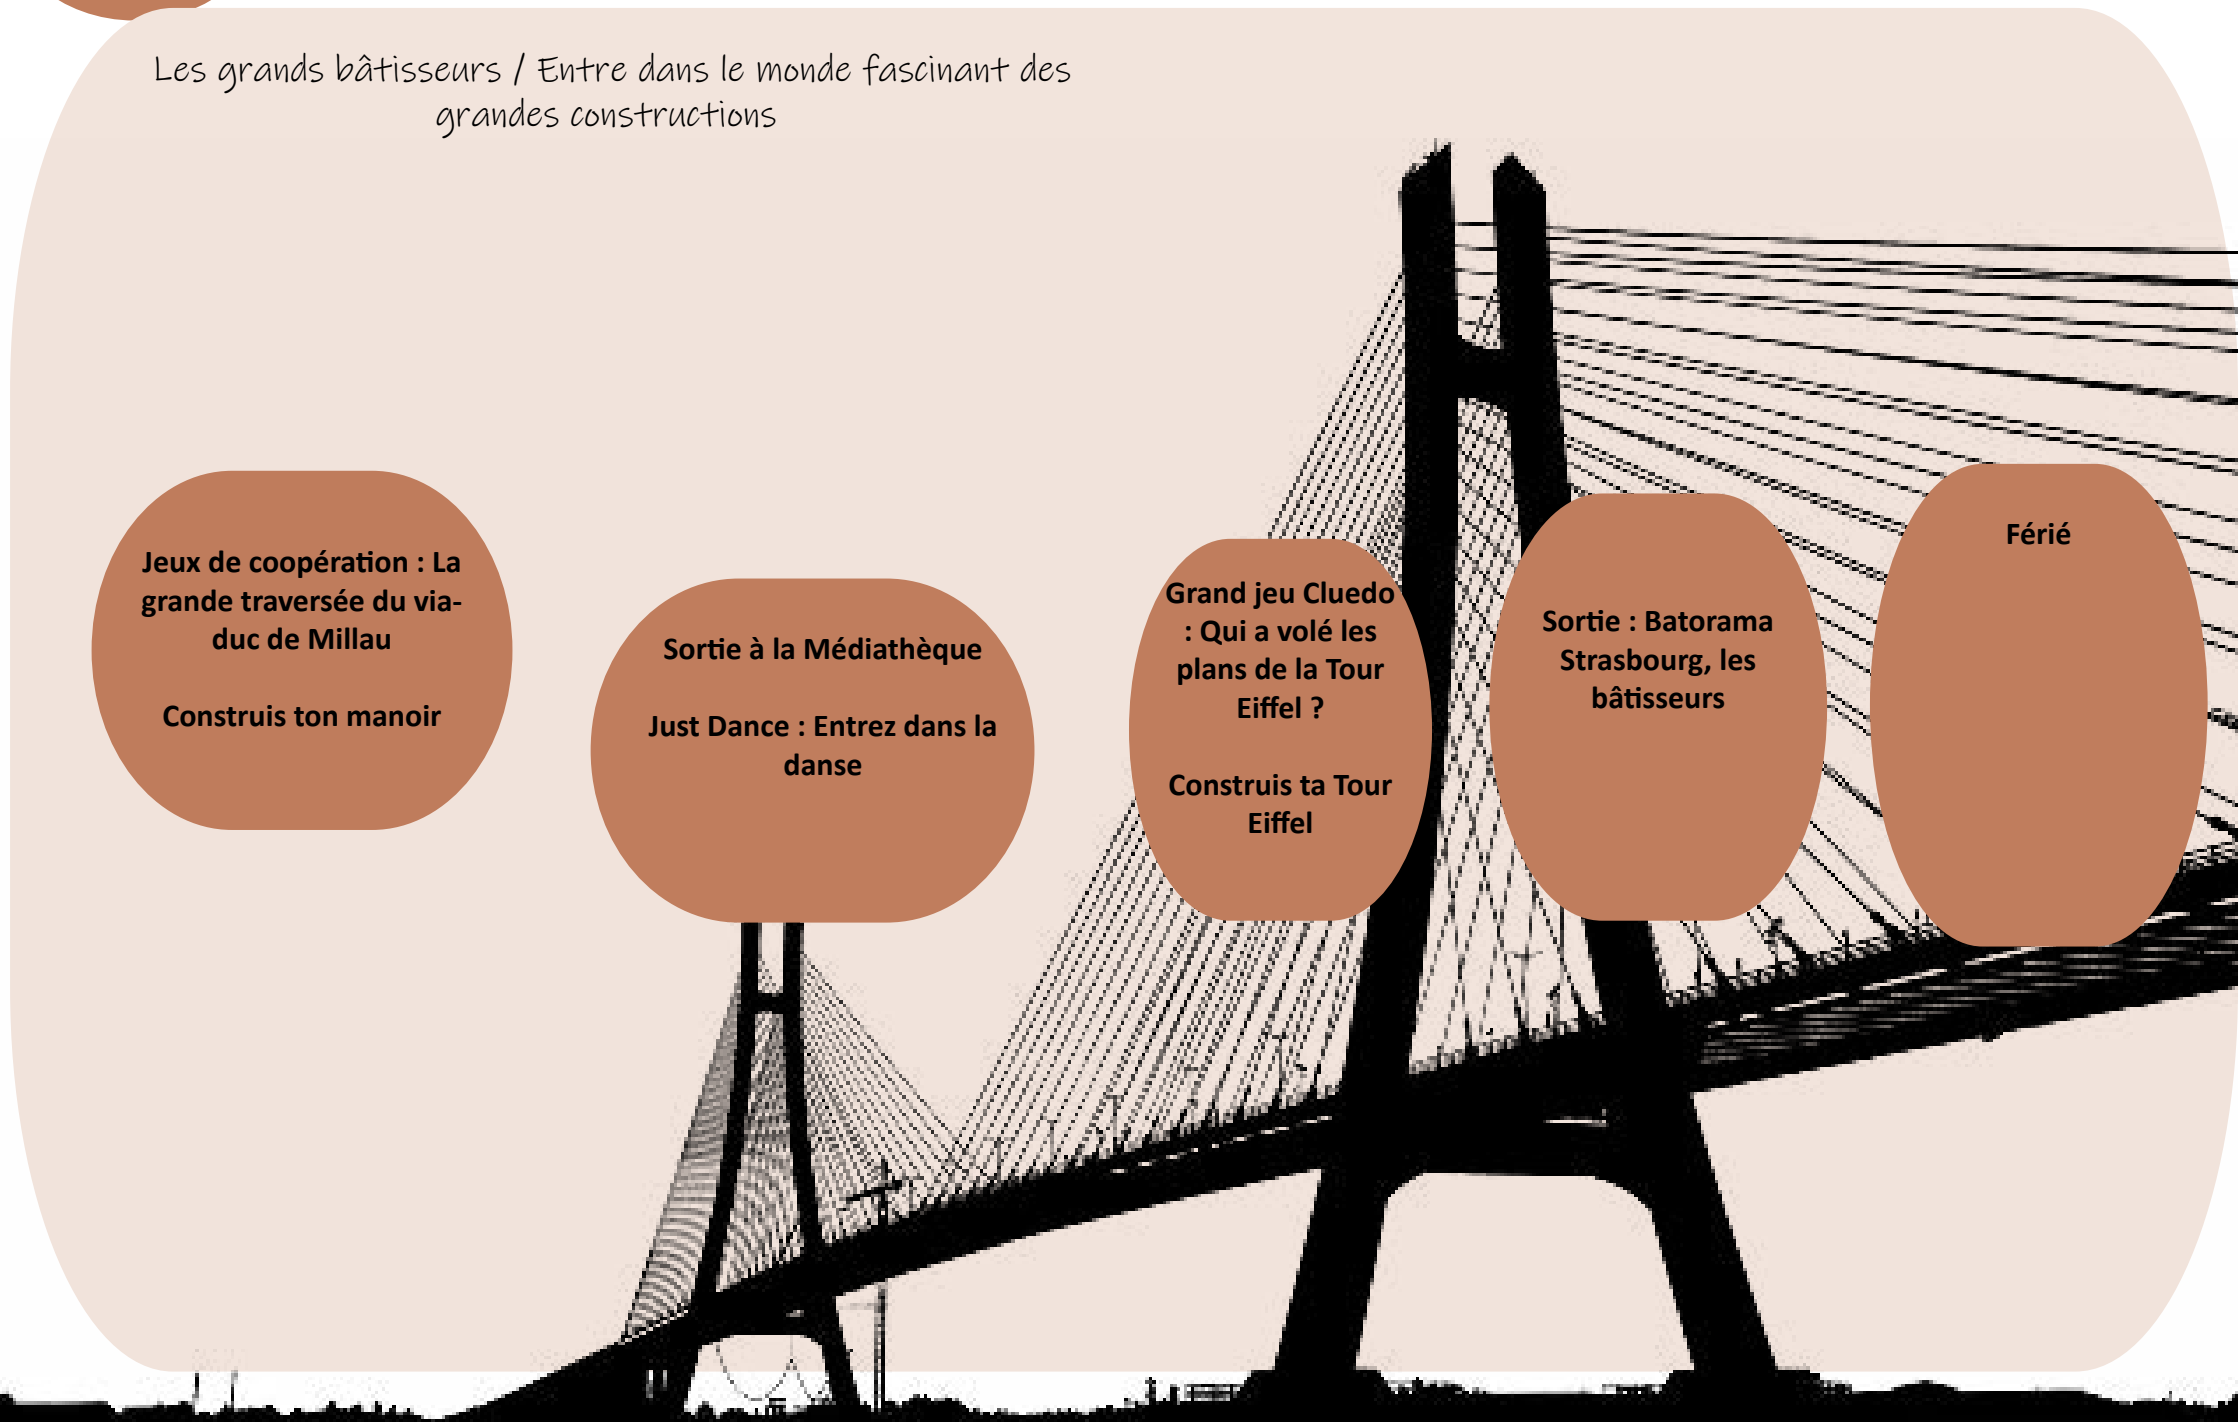 Les grands bâtisseurs / Entre dans le monde fascinant des
grandes constructions
Jeux de coopération : La
grande traversée du via-
duc de Millau
Construis ton manoir
Sortie à la Médiathèque
Just Dance : Entrez dans la
danse
Grand jeu Cluedo
: Qui a volé les
plans de la Tour
Eiffel ?
Construis ta Tour
Eiffel
Sortie : Batorama
Strasbourg, les
bâtisseurs
Férié